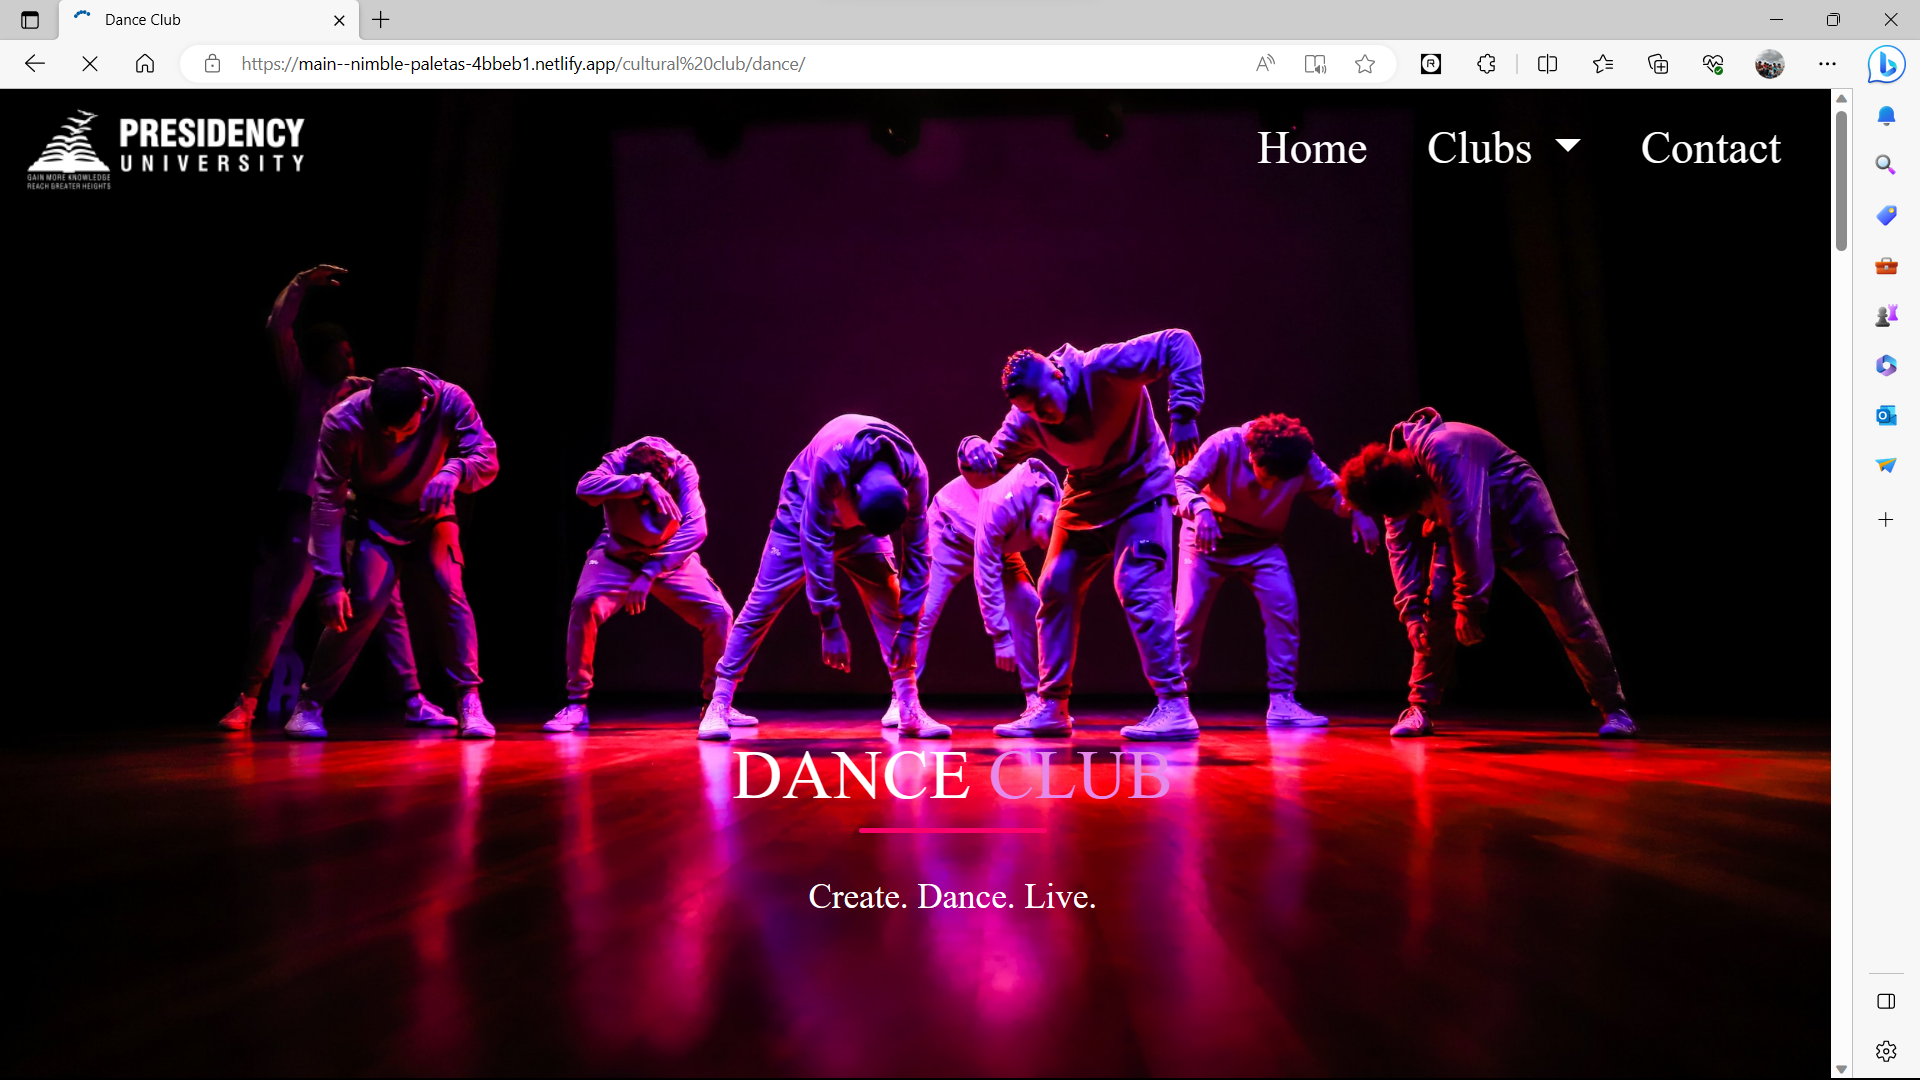 Dance Club
https://main--nimble-paletas-4bbeb1.netlify.app/cultural%20club/dance/
PRESIDENCY
UNIVERSITY
GAIN MORE KNOWLEDGE
REACH GREATER HEIGHTS
Home
Clubs
Contact
DANCE CLUB
Create. Dance. Live.